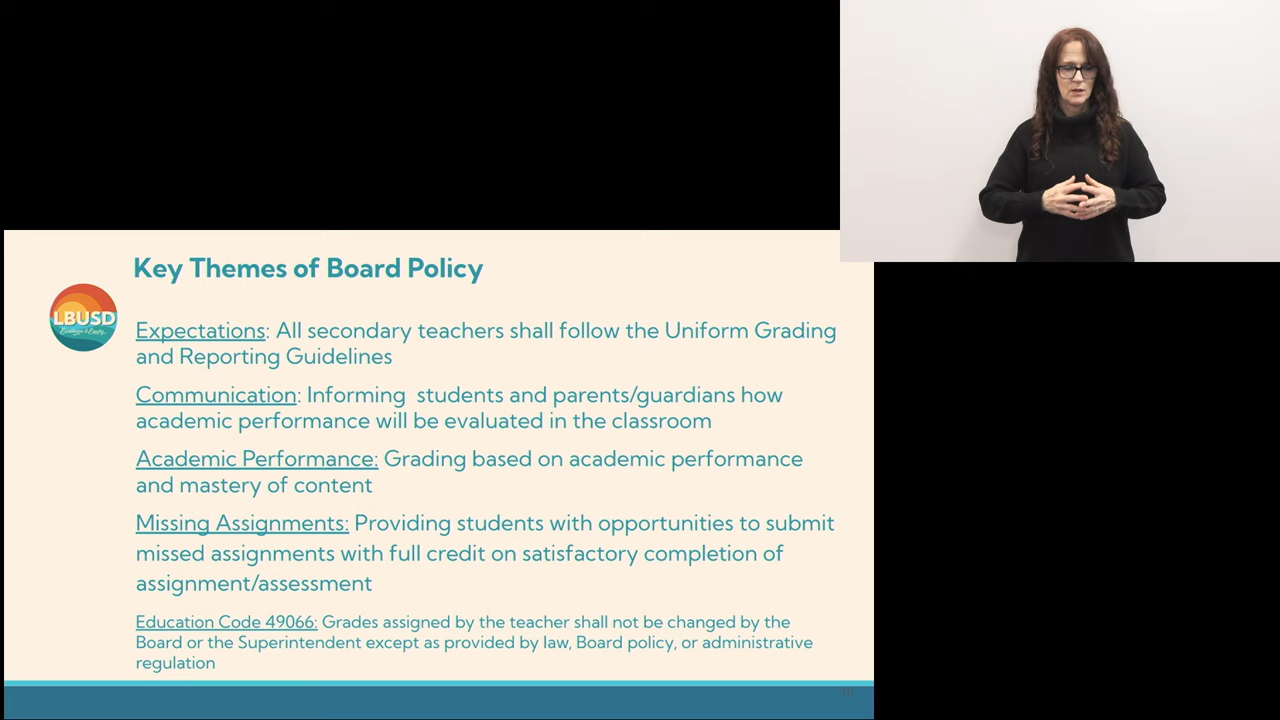 Key Themes of Board Policy
LBUSD
Excellence & Equity
Expectations: All secondary teachers shall follow the Uniform Grading
and Reporting Guidelines
Communication: Informing  students and parents/guardians how
academic performance will be evaluated in the classroom
Academic Performance: Grading based on academic performance
and mastery of content
Missing Assignments: Providing students with opportunities to submit
missed assignments with full credit on satisfactory completion of
assignment/assessment
Education Code 49066: Grades assigned by the teacher shall not be changed by the
Board or the Superintendent except as provided by law, Board policy, or administrative
regulation